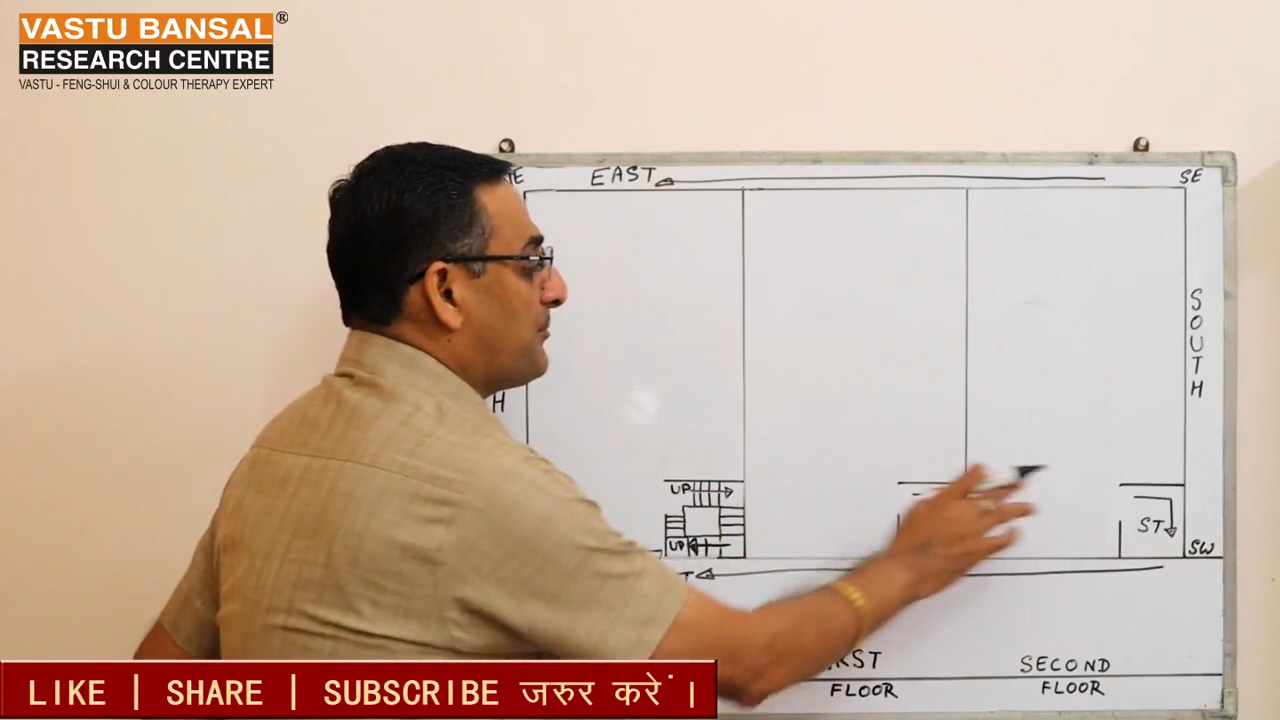 VASTU BANSAL®
RESEARCH CENTRE
VASTU - FENG-SHUI & COLOUR THERAPY EXPERT
EAST
SE
SOUTH
H
UP
UP
ST
SW
T
SECOND
FLOOR
FLOOR
LIKE | SHARE | SUBSCRIBE जरुर करें |